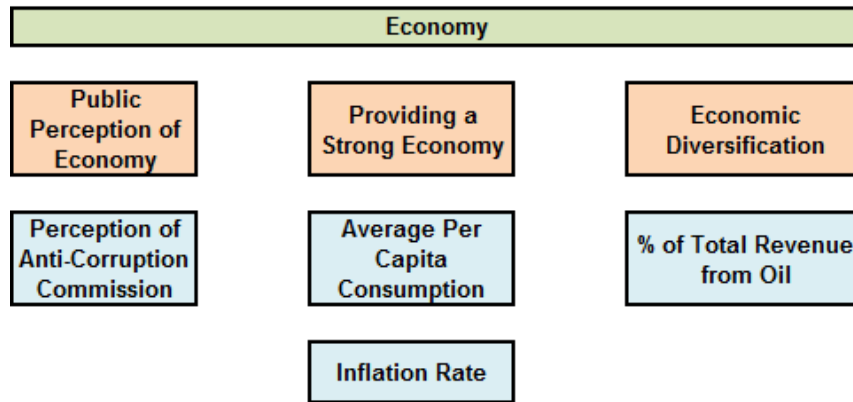 Economy
Public
Perception of
Economy
Providing a
Strong Economy
Economic
Diversification
Perception of
Anti-Corruption
Commission
Average Per
Capita
Consumption
% of Total Revenue
from Oil
Inflation Rate